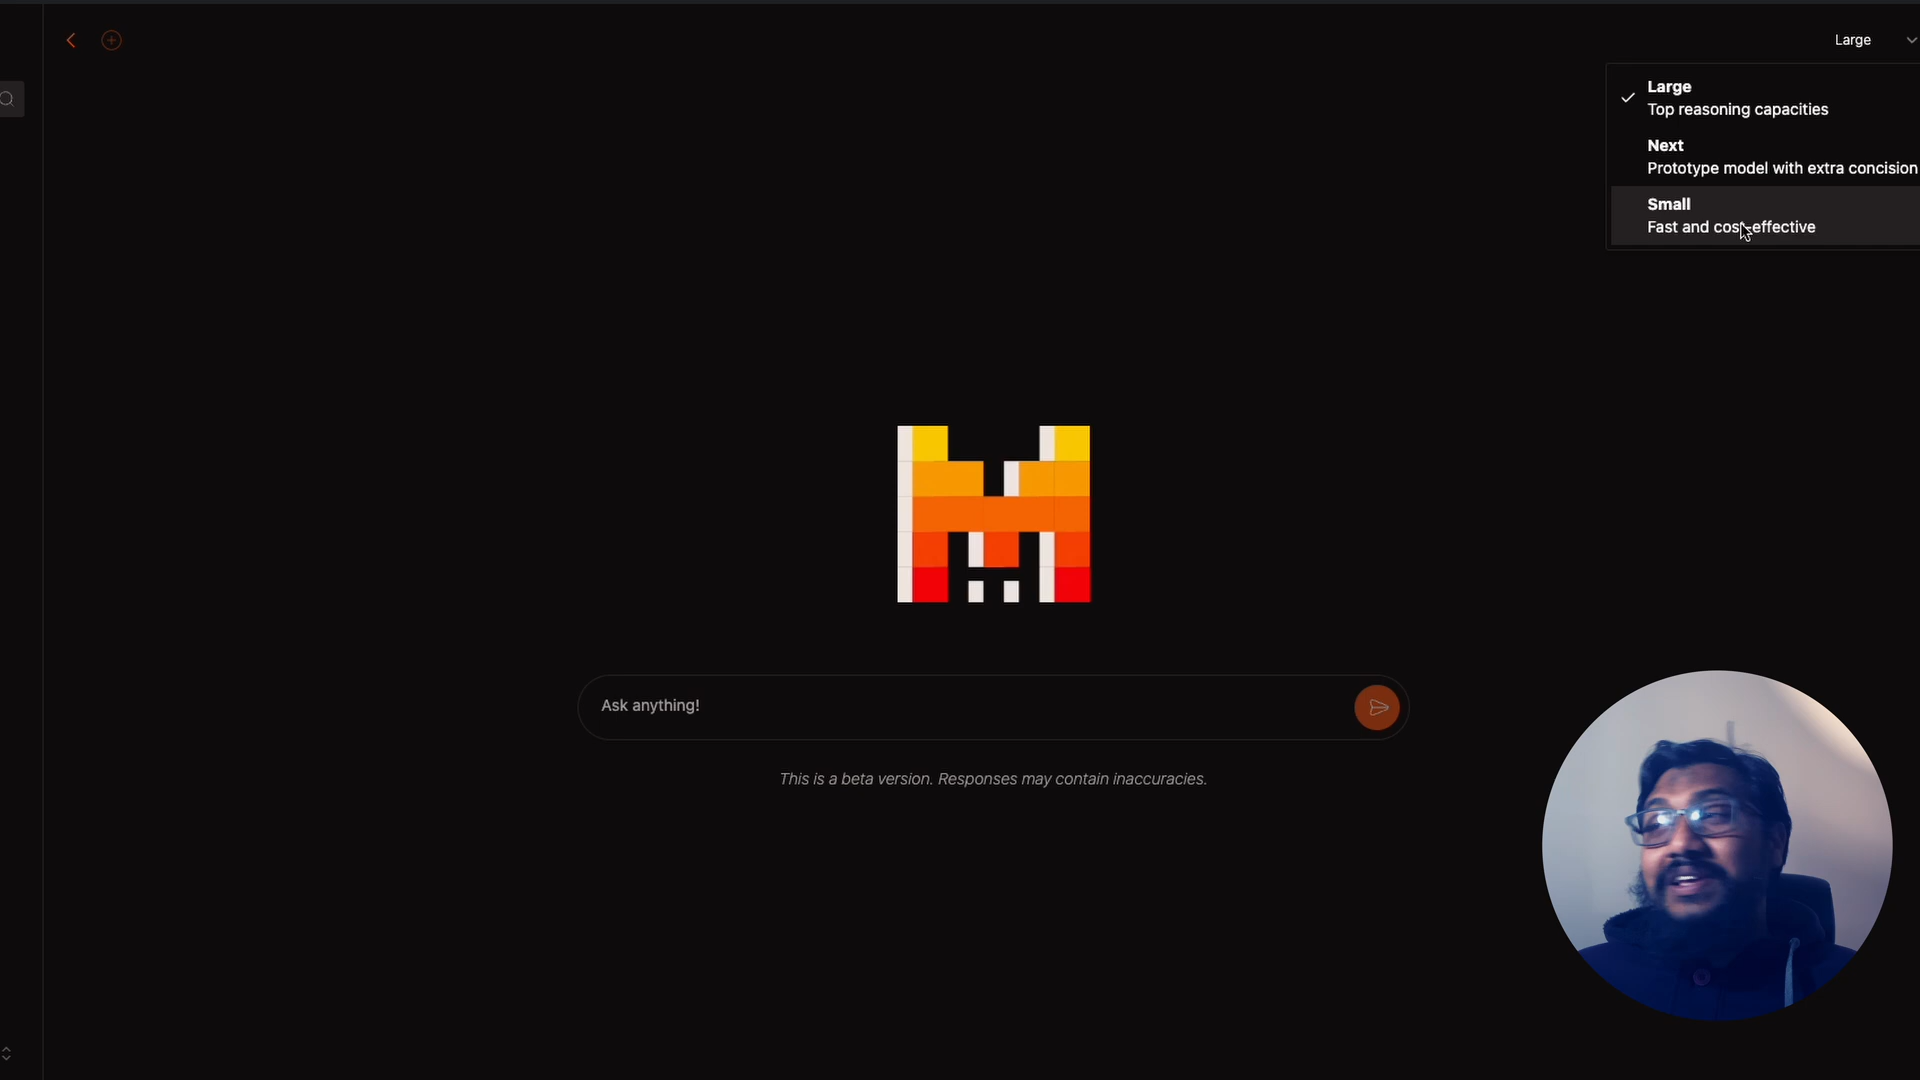 Large
Large
Top reasoning capacities
Next
Prototype model with extra concision
Small
Fast and cost-effective
Ask anything!
This is a beta version. Responses may contain inaccuracies.